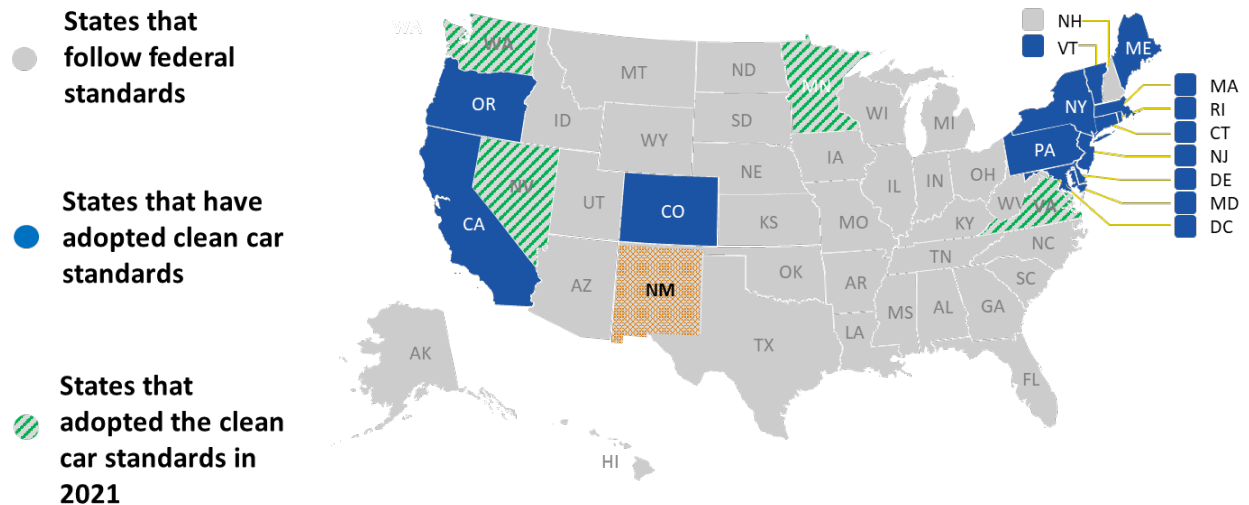 States that
follow federal
standards
States that have
adopted clean car
standards
States that
adopted the clean
car standards in
2021
WA
WA
MT
ND
MN
NH
VT
ME
OR
ID
SD
WI
MI
NY
MA
RI
WY
CT
PA
NJ
IA
NE
OH
DE
NV
UT
CO
IL
IN
WV
VA
MD
CA
KS
MO
KY
DC
NC
TN
AZ
NM
OK
AR
SC
MS
AL
GA
LA
TX
AK
FL
HI